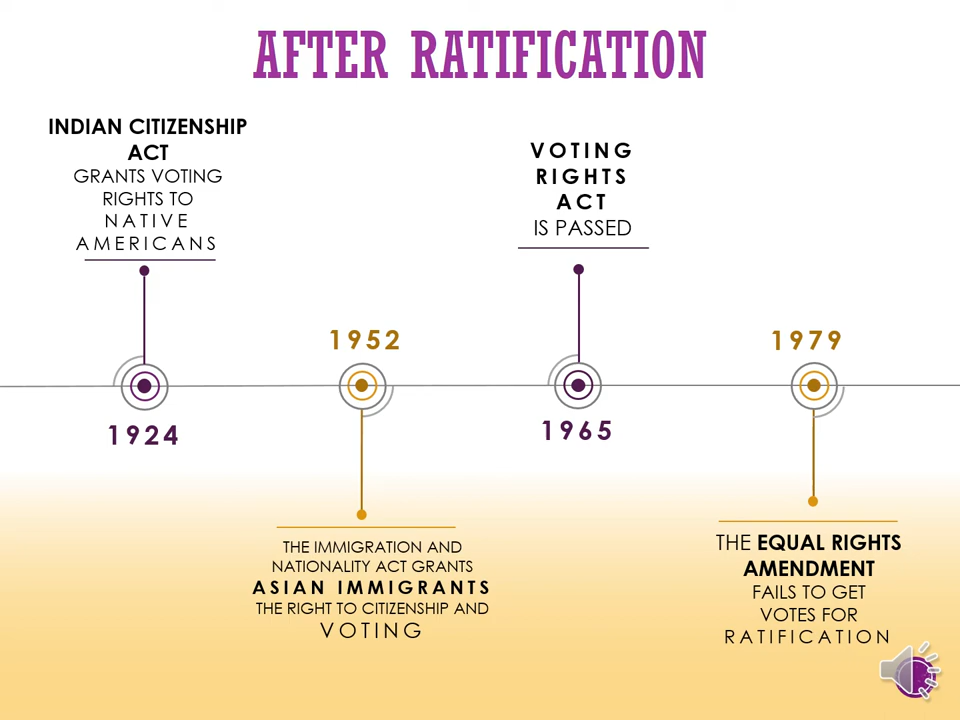 AFTER RATIFICATION
INDIAN CITIZENSHIP
ACT
GRANTS VOTING
RIGHTS TO
NATIVE
AMERICANS
1924
1952
THE IMMIGRATION AND
NATIONALITY ACT GRANTS
ASIAN IMMIGRANTS
THE RIGHT TO CITIZENSHIP AND
VOTING
VOTING
RIGHTS
ACT
IS PASSED
1965
1979
THE EQUAL RIGHTS
AMENDMENT
FAILS TO GET
VOTES FOR
RATIFICATION